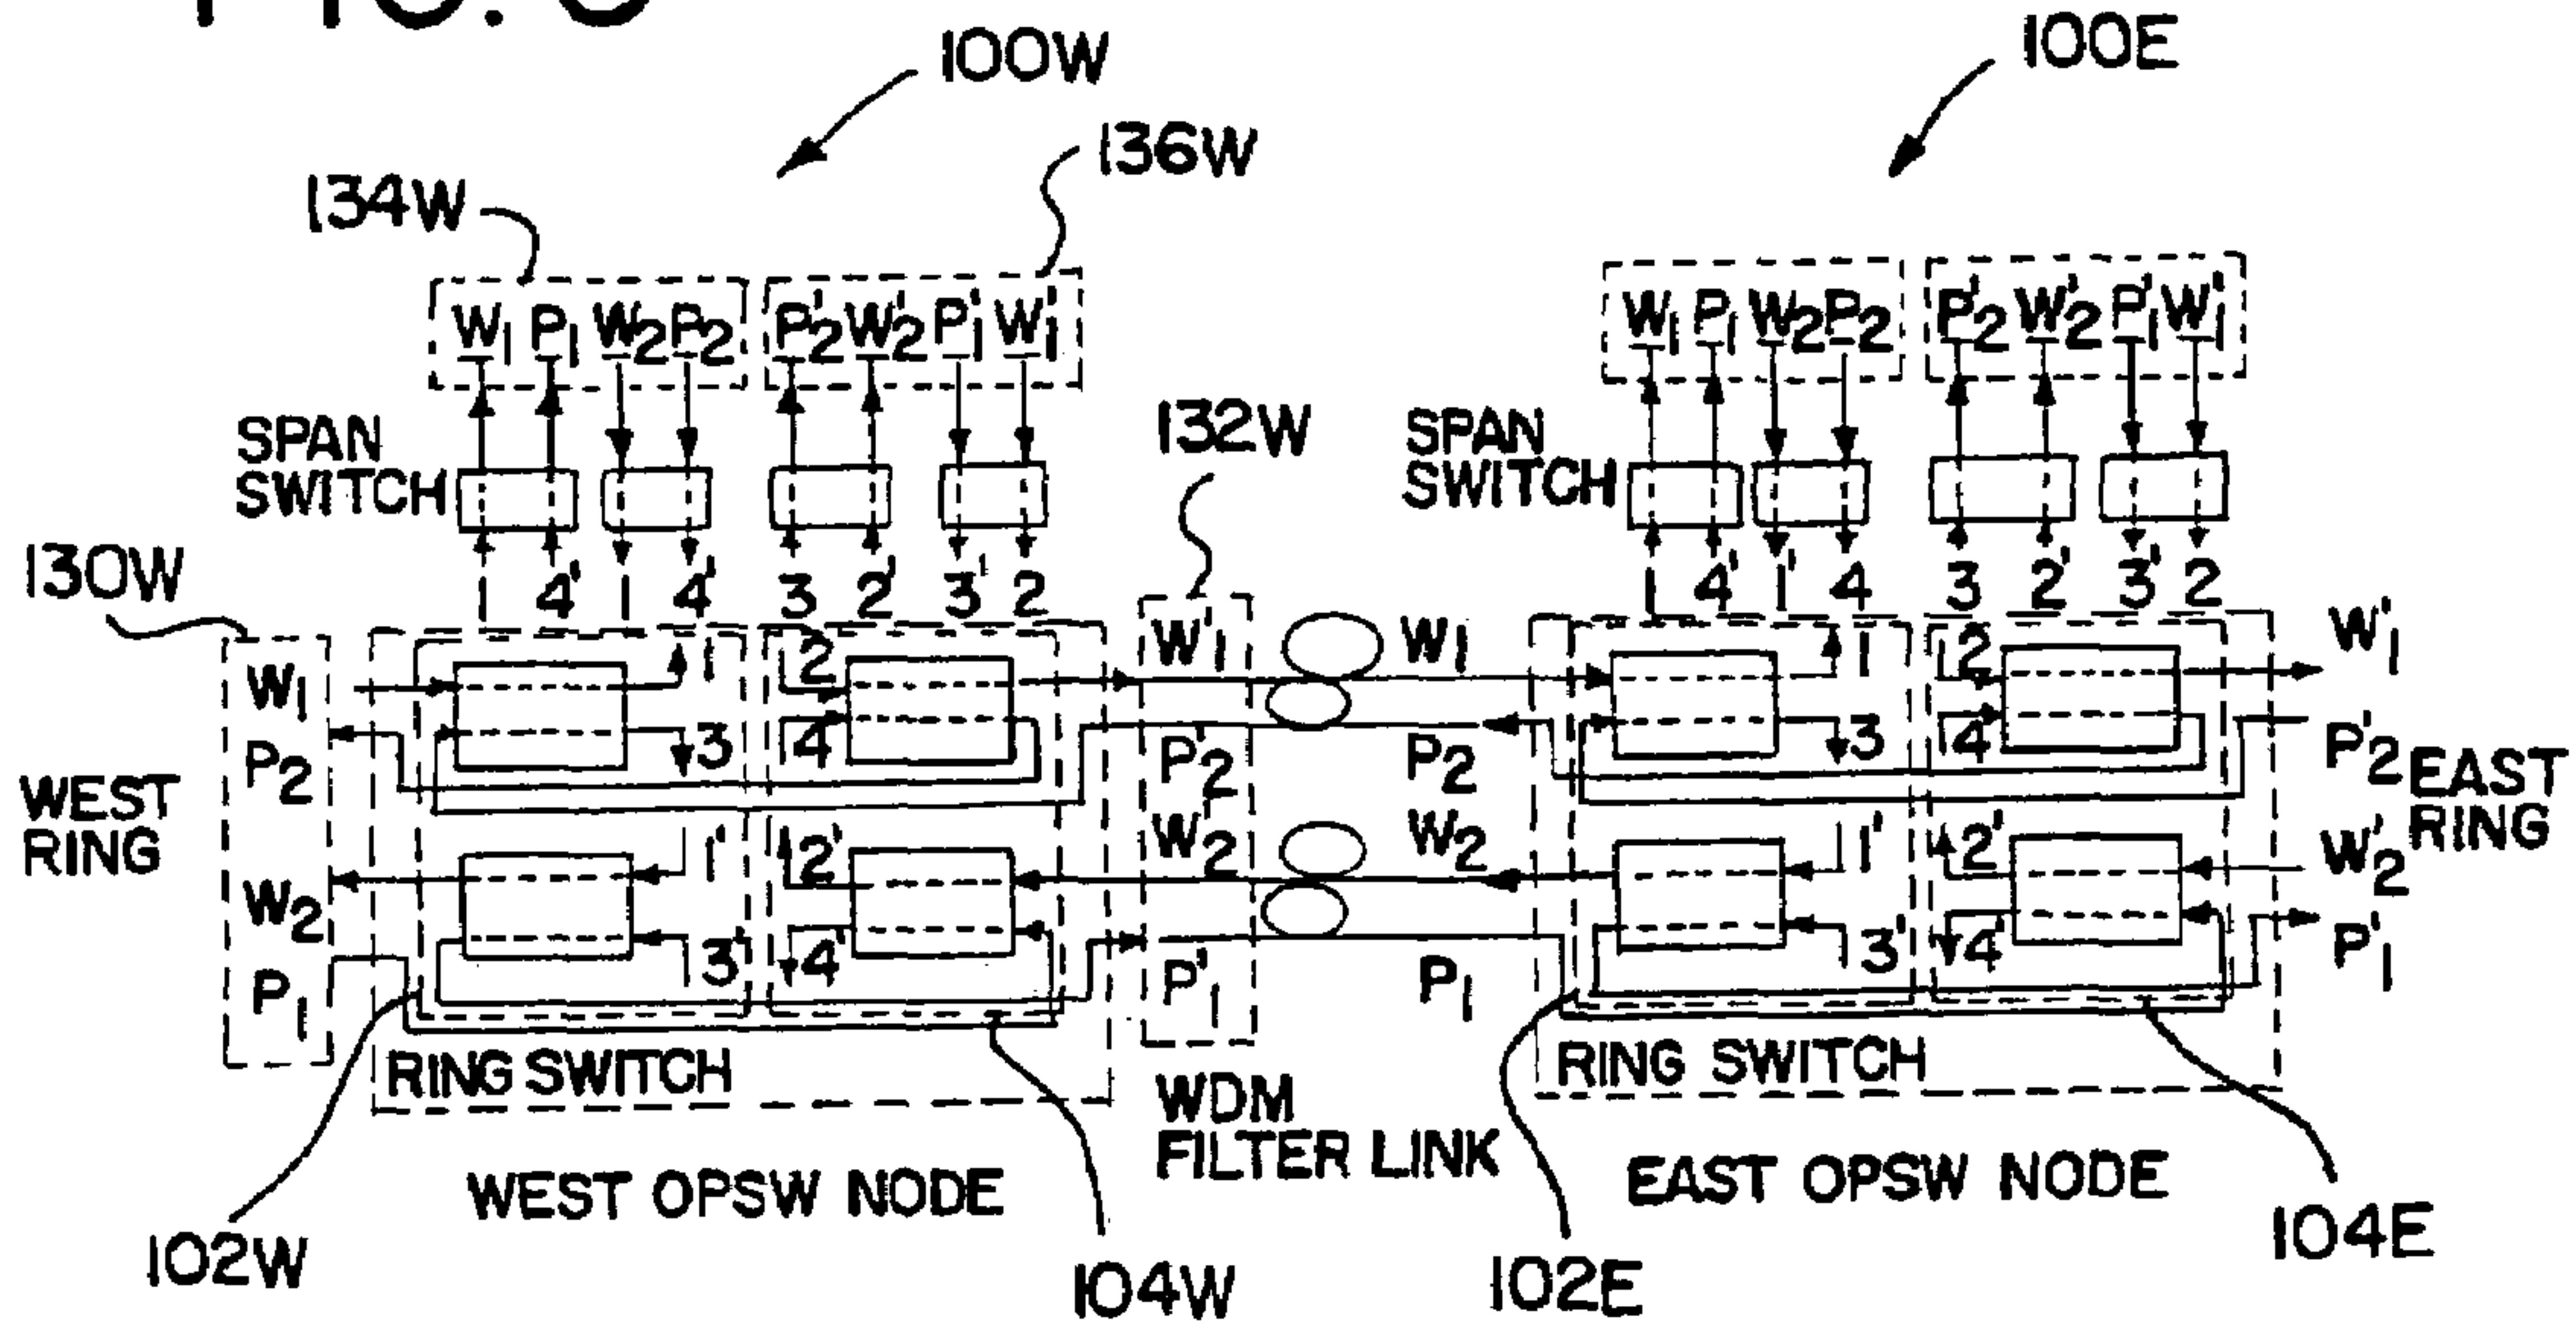 100W
100E
136W
134W
W1 P1 W2 P2 P'2 W'2 P'1 W'1
W1 P1 W2 P2 P'2 W'2 P'1 W'1
132W
SPAN
SWITCH
SPAN
SWITCH
130W
1 4' 1 4' 3 2' 3' 2
1 4' 1' 4 3 2' 3' 2
W1 1 2 W'1 W1 1 2 W'1
P2 3 4 P'2 P2 3 4 P'2
WEST
RING
EAST
RING
W2 1' 2' W'2 W2 1' 2' W'2
P1 3' 4' P'1 P1 3' 4' P'1
RING SWITCH
RING SWITCH
WDM
FILTER LINK
WEST OPSW NODE
EAST OPSW NODE
102W
104W
102E
104E